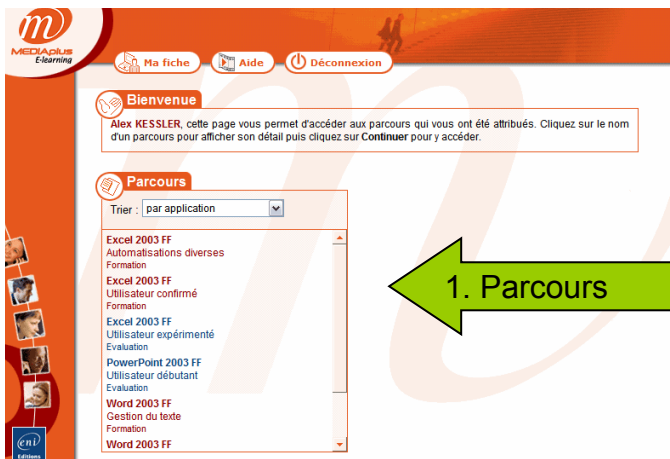 m
MEDIAplus
E-learning
Ma fiche
Aide
Déconnexion
Bienvenue
Alex KESSLER, cette page vous permet d'accéder aux parcours qui vous ont été attribués. Cliquez sur le nom
d'un parcours pour afficher son détail puis cliquez sur Continuer pour y accéder.
Parcours
Trier : par application
Excel 2003 FF
Automatisations diverses
Formation
Excel 2003 FF
Utilisateur confirmé
Formation
Excel 2003 FF
Utilisateur expérimenté
Evaluation
PowerPoint 2003 FF
Utilisateur débutant
Evaluation
Word 2003 FF
Gestion du texte
Formation
Word 2003 FF
1. Parcours
eni
Editions